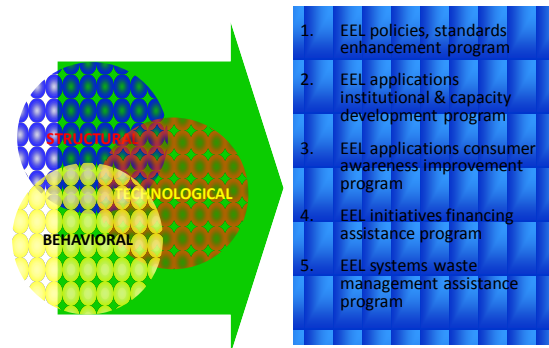 STRUCTURAL
TECHNOLOGICAL
BEHAVIORAL
1. EEL policies, standards
enhancement program
2. EEL applications
institutional & capacity
development program
3. EEL applications consumer
awareness improvement
program
4. EEL initiatives financing
assistance program
5. EEL systems waste
management assistance
program